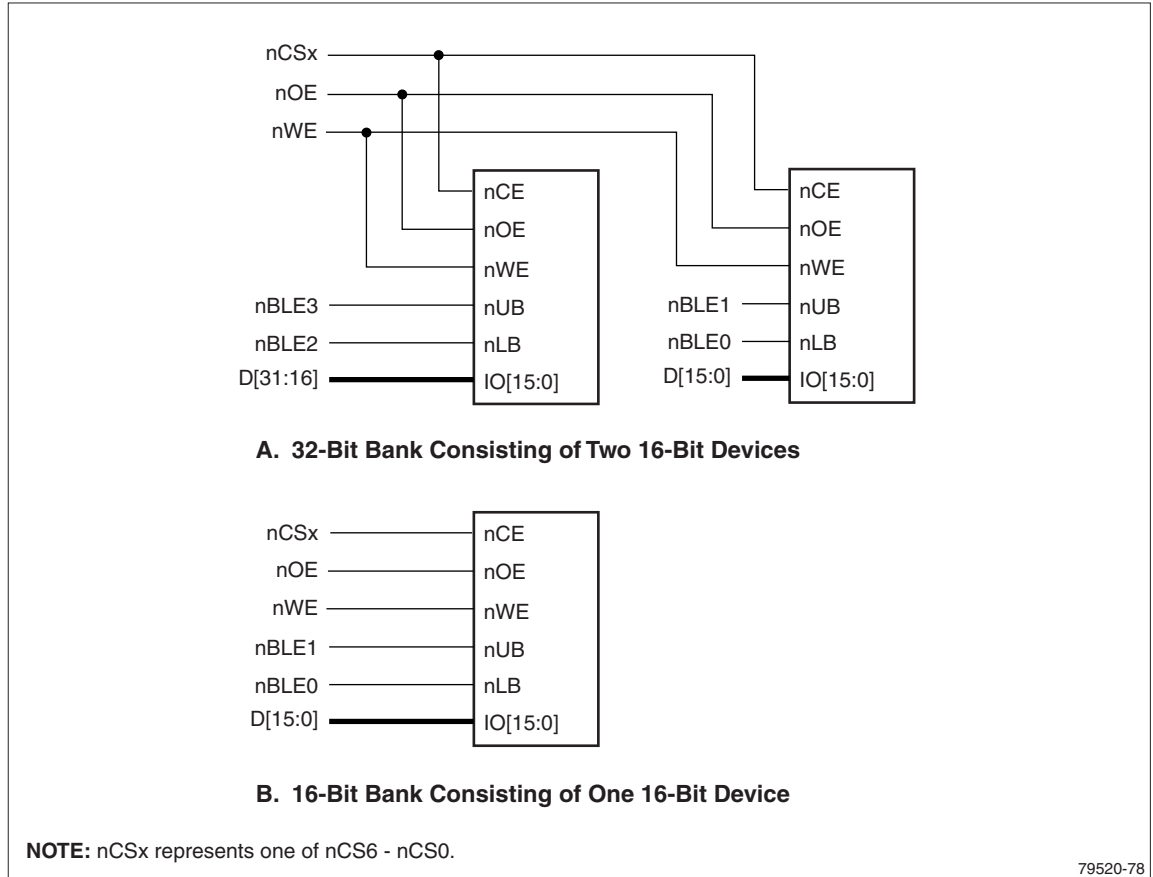 nCSx
nOE
nWE
nCE
nOE
nWE
nBLE3
nUB
nBLE2
nLB
D[31:16]
IO[15:0]
nCE
nOE
nWE
nBLE1
nUB
nBLE0
nLB
D[15:0]
IO[15:0]
A. 32-Bit Bank Consisting of Two 16-Bit Devices
nCSx
nCE
nOE
nOE
nWE
nWE
nBLE1
nUB
nBLE0
nLB
D[15:0]
IO[15:0]
B. 16-Bit Bank Consisting of One 16-Bit Device
NOTE: nCSx represents one of nCS6 - nCS0.
79520-78